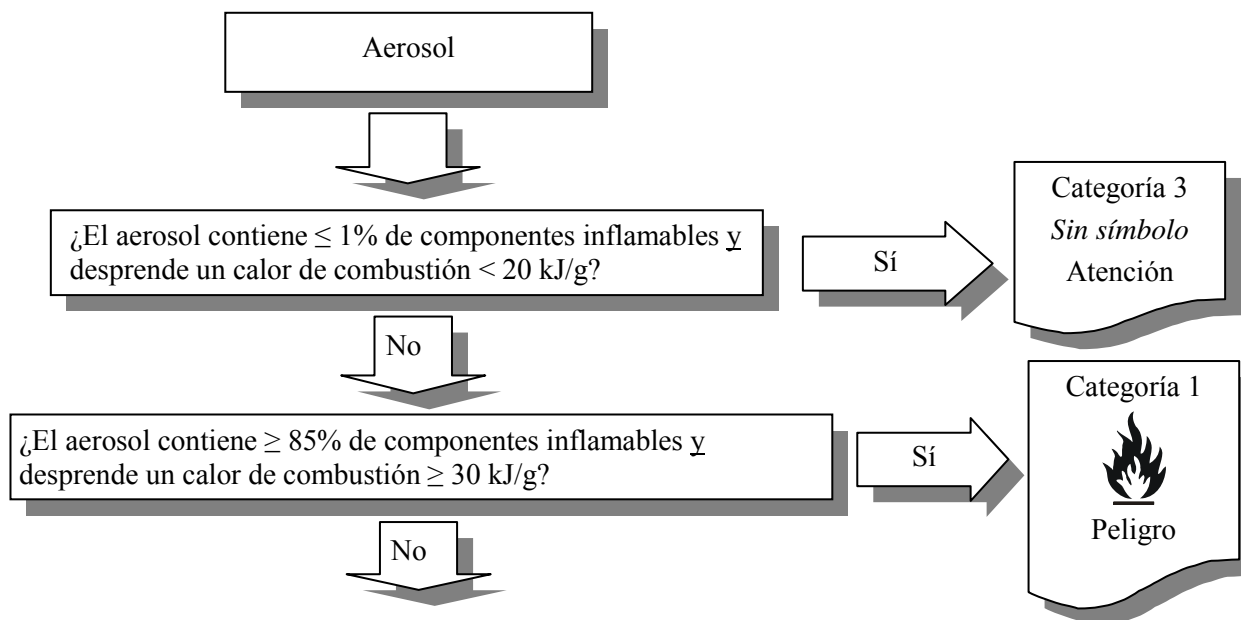 Aerosol
¿El aerosol contiene ≤ 1% de componentes inflamables y
desprende un calor de combustión < 20 kJ/g?
Sí
Categoría 3
Sin símbolo
Atención
No
¿El aerosol contiene ≥ 85% de componentes inflamables y
desprende un calor de combustión ≥ 30 kJ/g?
Sí
Categoría 1
Peligro
No